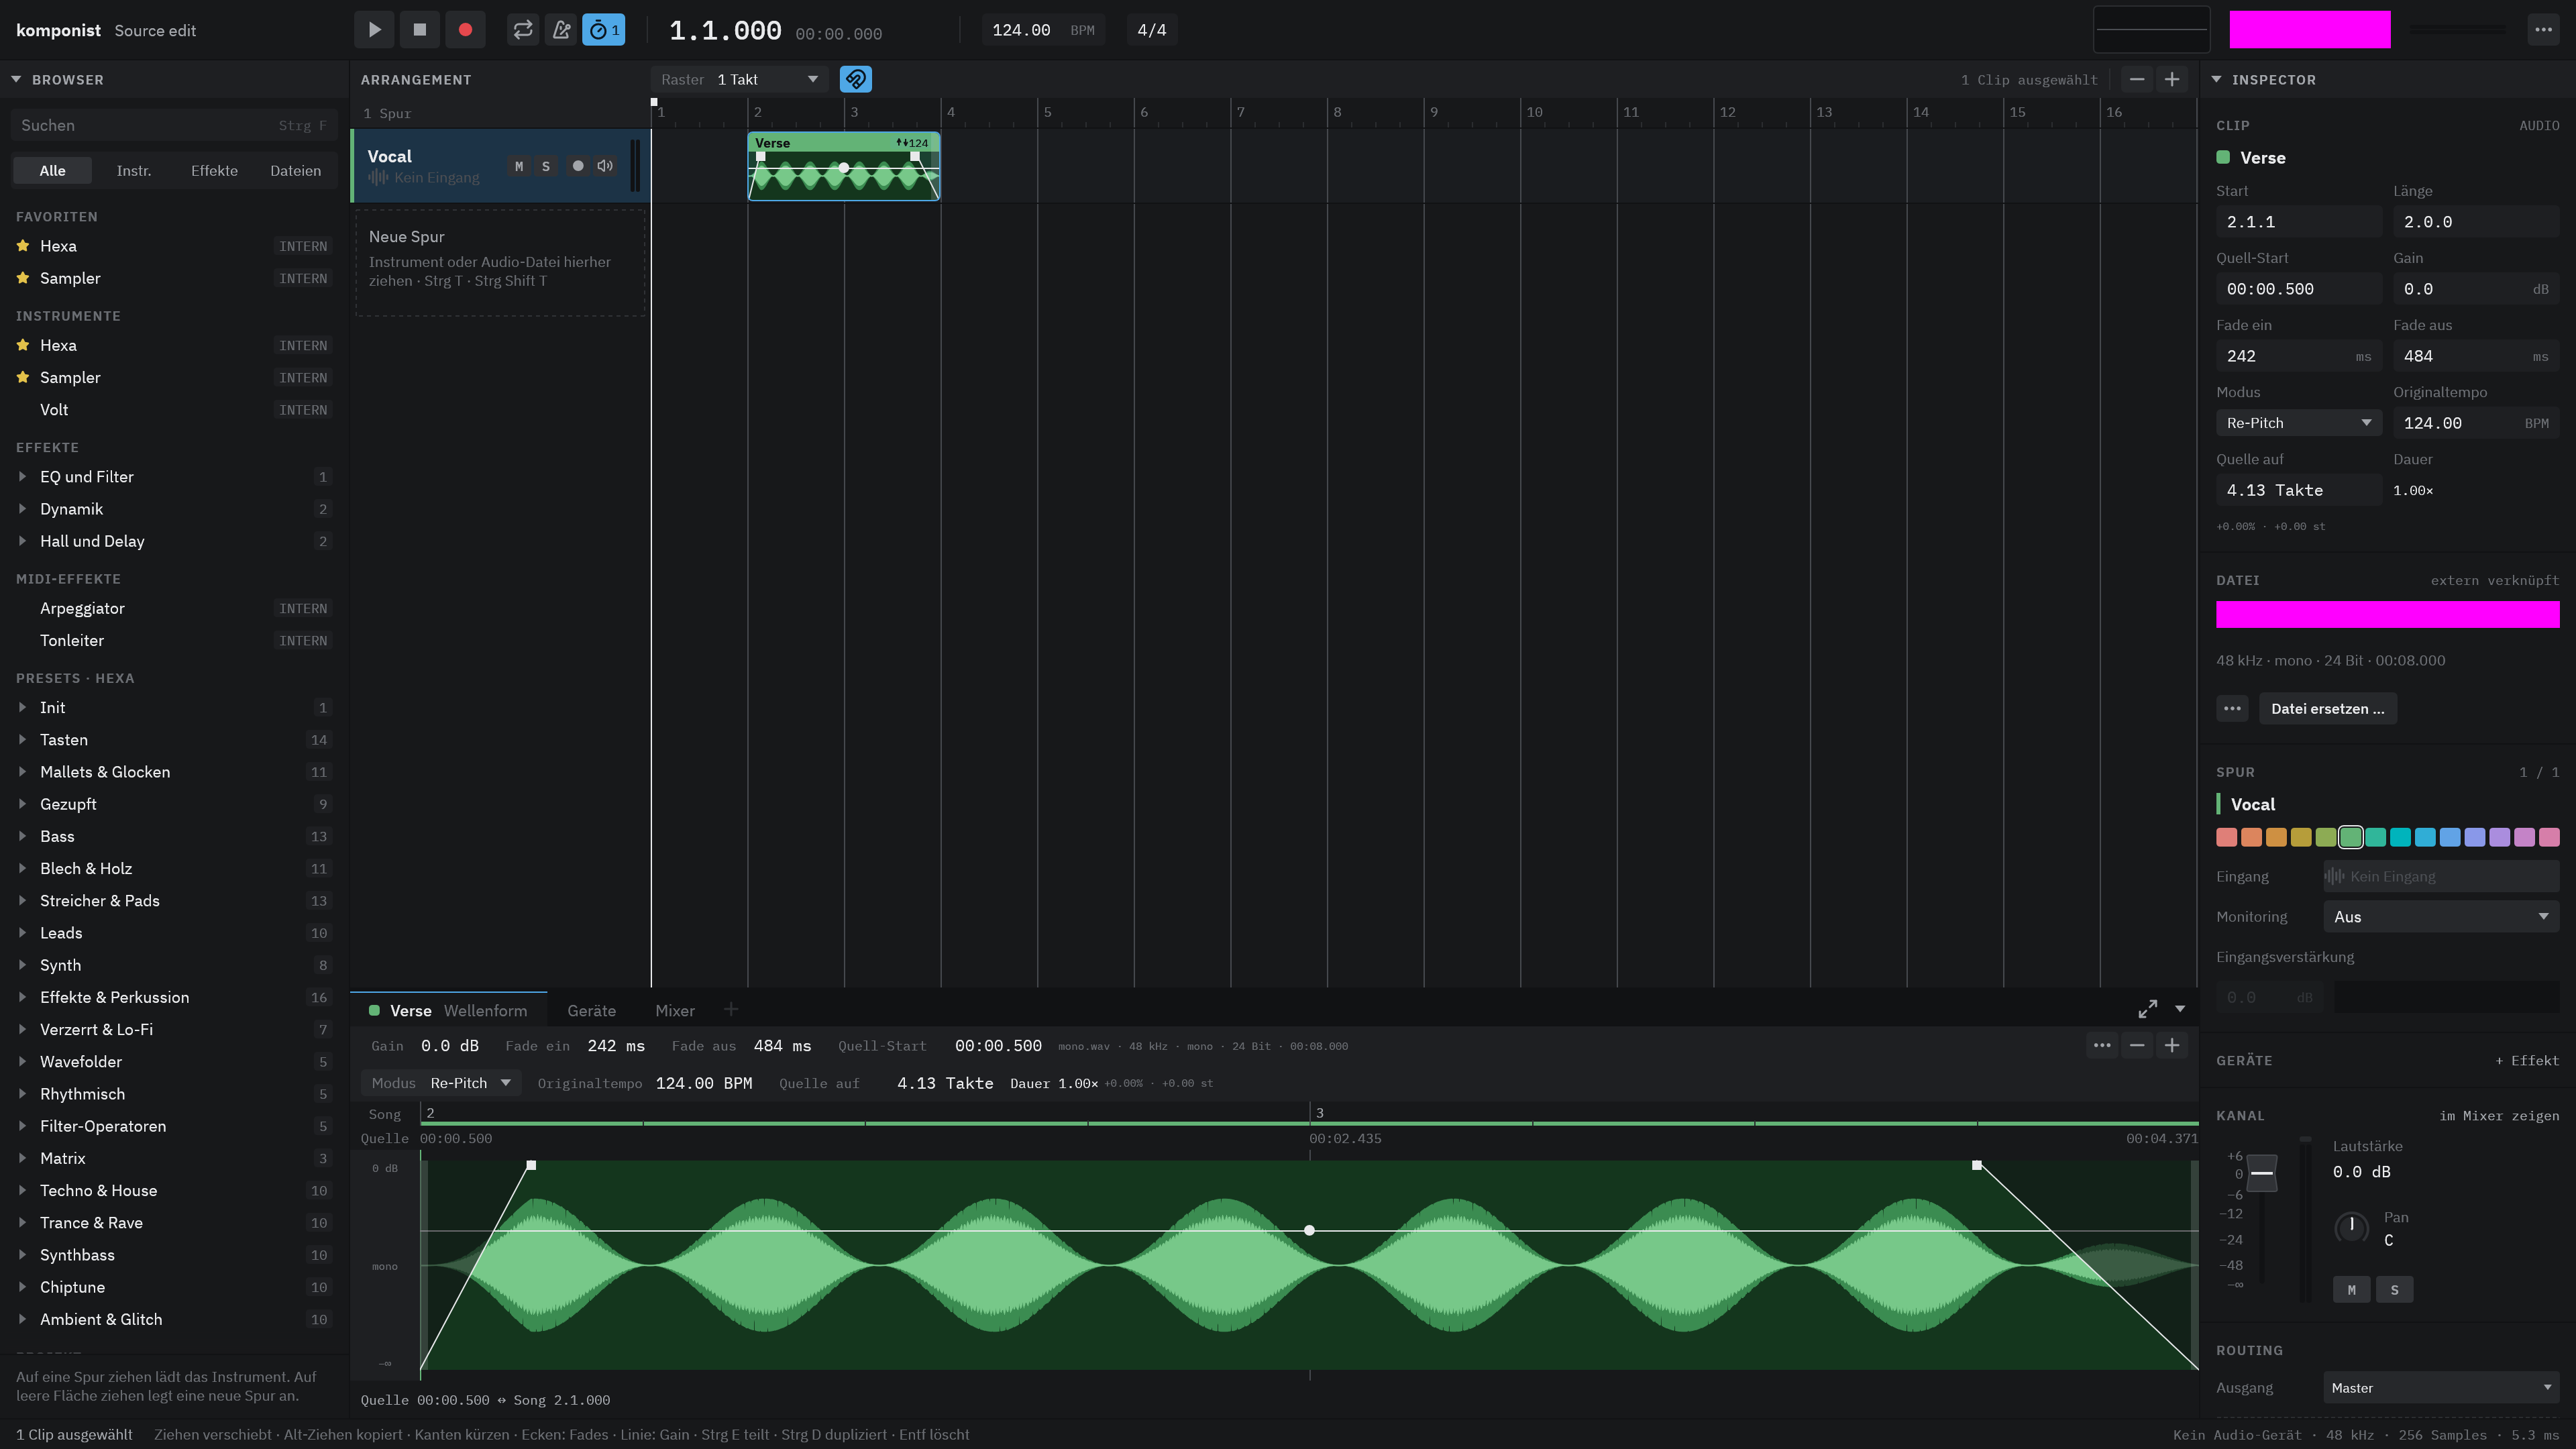 komponist Source edit
1
1.1.000 00:00.000
124.00 BPM
4/4
BROWSER
Suchen Strg F
Alle Instr. Effekte Dateien
FAVORITEN
Hexa INTERN
Sampler INTERN
INSTRUMENTE
Hexa INTERN
Sampler INTERN
Volt INTERN
EFFEKTE
EQ und Filter 1
Dynamik 2
Hall und Delay 2
MIDI-EFFEKTE
Arpeggiator INTERN
Tonleiter INTERN
PRESETS · HEXA
Init 1
Tasten 14
Mallets & Glocken 11
Gezupft 9
Bass 13
Blech & Holz 11
Streicher & Pads 13
Leads 10
Synth 8
Effekte & Perkussion 16
Verzerrt & Lo-Fi 7
Wavefolder 5
Rhythmisch 5
Filter-Operatoren 5
Matrix 3
Techno & House 10
Trance & Rave 10
Synthbass 10
Chiptune 10
Ambient & Glitch 10
Auf eine Spur ziehen lädt das Instrument. Auf
leere Fläche ziehen legt eine neue Spur an.
ARRANGEMENT
Raster 1 Takt
1 Clip ausgewählt
1 Spur
1 2 3 4 5 6 7 8 9 10 11 12 13 14 15 16
Vocal
Kein Eingang
M S
Verse 124
Neue Spur
Instrument oder Audio-Datei hierher
ziehen · Strg T · Strg Shift T
Verse Wellenform Geräte Mixer
Gain 0.0 dB Fade ein 242 ms Fade aus 484 ms Quell-Start 00:00.500 mono.wav · 48 kHz · mono · 24 Bit · 00:08.000
Modus Re-Pitch Originaltempo 124.00 BPM Quelle auf 4.13 Takte Dauer 1.00× +0.00% · +0.00 st
Song 2 3
Quelle 00:00.500 00:02.435 00:04.371
0 dB
mono
−∞
Quelle 00:00.500 ↔ Song 2.1.000
INSPECTOR
CLIP AUDIO
Verse
Start Länge
2.1.1 2.0.0
Quell-Start Gain
00:00.500 0.0 dB
Fade ein Fade aus
242 ms 484 ms
Modus Originaltempo
Re-Pitch 124.00 BPM
Quelle auf Dauer
4.13 Takte 1.00×
+0.00% · +0.00 st
DATEI extern verknüpft
48 kHz · mono · 24 Bit · 00:08.000
Datei ersetzen ...
SPUR 1 / 1
Vocal
Eingang Kein Eingang
Monitoring Aus
Eingangsverstärkung
0.0 dB
GERÄTE + Effekt
KANAL im Mixer zeigen
+6
0
−6
−12
−24
−48
−∞
Lautstärke
0.0 dB
Pan
C
M S
ROUTING
Ausgang Master
1 Clip ausgewählt Ziehen verschiebt · Alt-Ziehen kopiert · Kanten kürzen · Ecken: Fades · Linie: Gain · Strg E teilt · Strg D dupliziert · Entf löscht
Kein Audio-Gerät · 48 kHz · 256 Samples · 5.3 ms